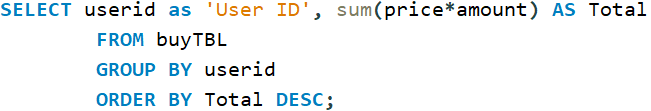 SELECT userid as 'User ID', sum(price*amount) AS Total
FROM buyTBL
GROUP BY userid
ORDER BY Total DESC;